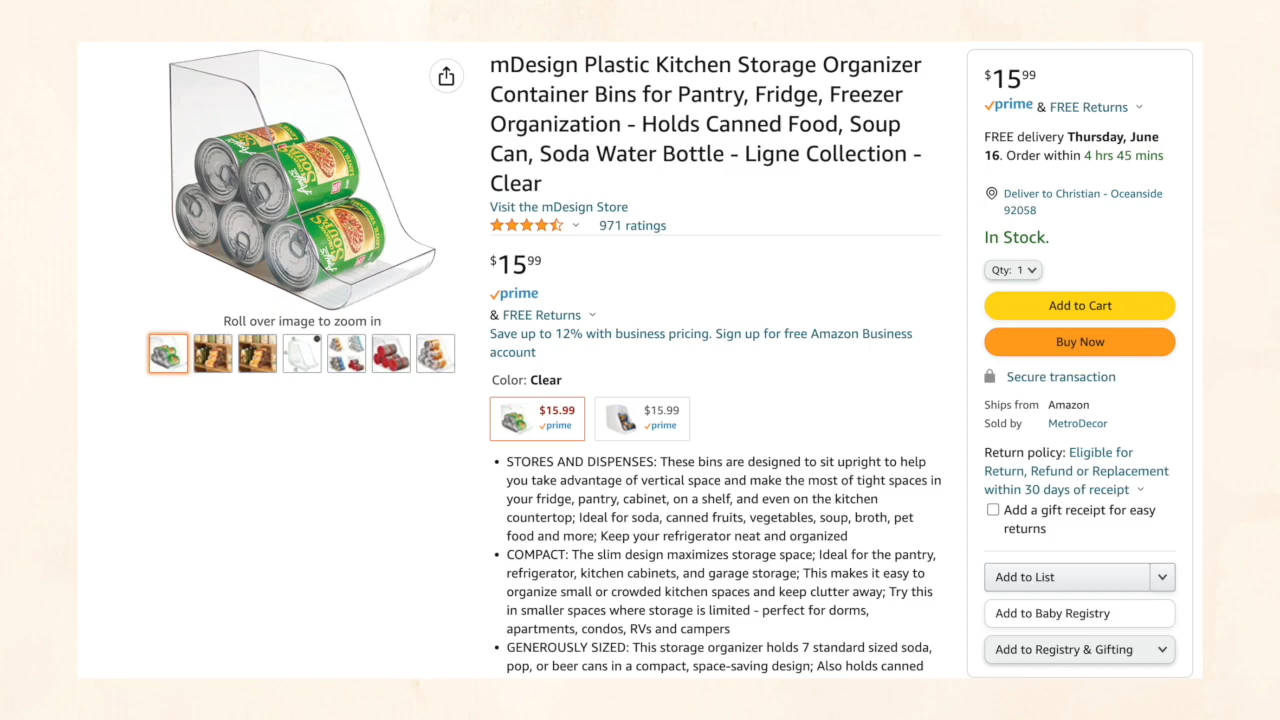 mDesign Plastic Kitchen Storage Organizer
Container Bins for Pantry, Fridge, Freezer
Organization - Holds Canned Food, Soup
Can, Soda Water Bottle - Ligne Collection -
Clear
Visit the mDesign Store
971 ratings
$15.99
prime
& FREE Returns
Save up to 12% with business pricing. Sign up for free Amazon Business
account
Color: Clear
$15.99
prime
$15.99
prime
• STORES AND DISPENSES: These bins are designed to sit upright to help
you take advantage of vertical space and make the most of tight spaces in
your fridge, pantry, cabinet, on a shelf, and even on the kitchen
countertop; Ideal for soda, canned fruits, vegetables, soup, broth, pet
food and more; Keep your refrigerator neat and organized
• COMPACT: The slim design maximizes storage space; Ideal for the pantry,
refrigerator, kitchen cabinets, and garage storage; This makes it easy to
organize small or crowded kitchen spaces and keep clutter away; Try this
in smaller spaces where storage is limited - perfect for dorms,
apartments, condos, RVs and campers
• GENEROUSLY SIZED: This storage organizer holds 7 standard sized soda,
pop, or beer cans in a compact, space-saving design; Also holds canned
Roll over image to zoom in
$15.99
prime & FREE Returns
FREE delivery Thursday, June
16. Order within 4 hrs 45 mins
Deliver to Christian - Oceanside
92058
In Stock.
Qty: 1
Add to Cart
Buy Now
Secure transaction
Ships from Amazon
Sold by MetroDecor
Return policy: Eligible for
Return, Refund or Replacement
within 30 days of receipt
Add a gift receipt for easy
returns
Add to List
Add to Baby Registry
Add to Registry & Gifting